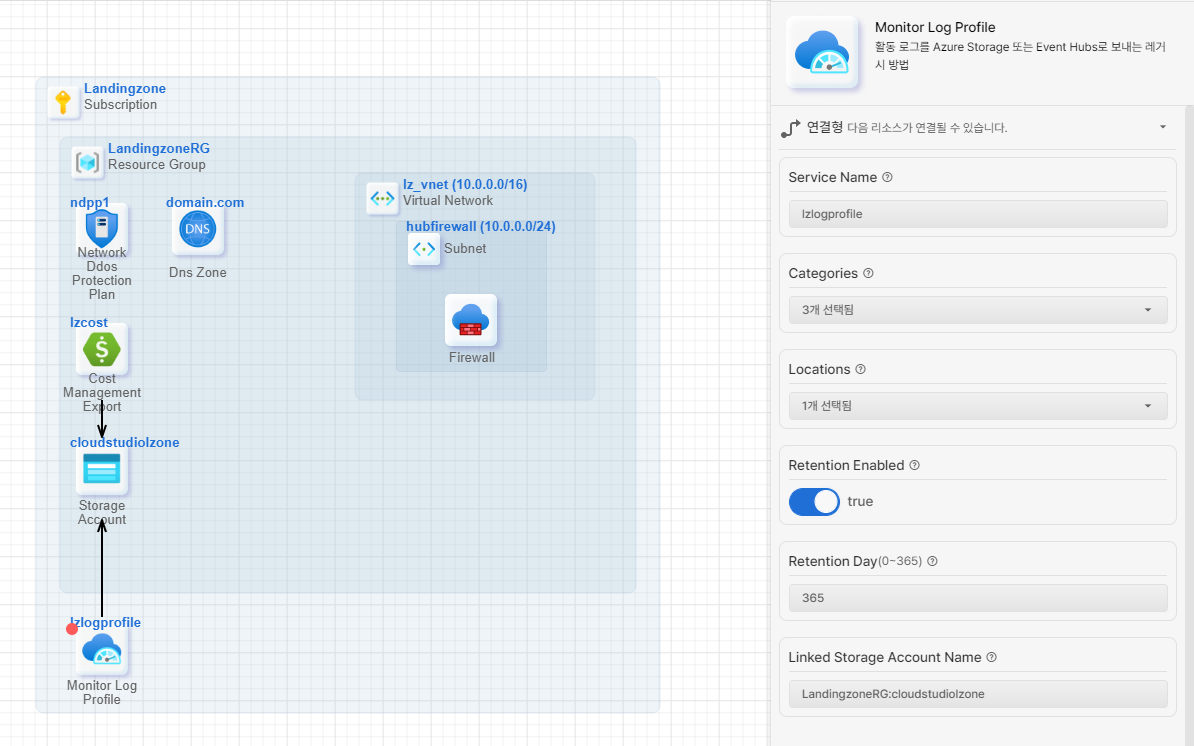 Landingzone
Subscription
LandingzoneRG
Resource Group
ndpp1
Network
Ddos
Protection
Plan
domain.com
DNS
Dns Zone
lz_vnet (10.0.0.0/16)
Virtual Network
hubfirewall (10.0.0.0/24)
Subnet
Firewall
lzcost
Cost
Management
Export
cloudstudiolzone
Storage
Account
lzlogprofile
Monitor Log
Profile
Monitor Log Profile
활동 로그를 Azure Storage 또는 Event Hubs로 보내는 레거
시 방법
연결형 다음 리소스가 연결될 수 있습니다.
Service Name
lzlogprofile
Categories
3개 선택됨
Locations
1개 선택됨
Retention Enabled
true
Retention Day(0~365)
365
Linked Storage Account Name
LandingzoneRG:cloudstudiolzone